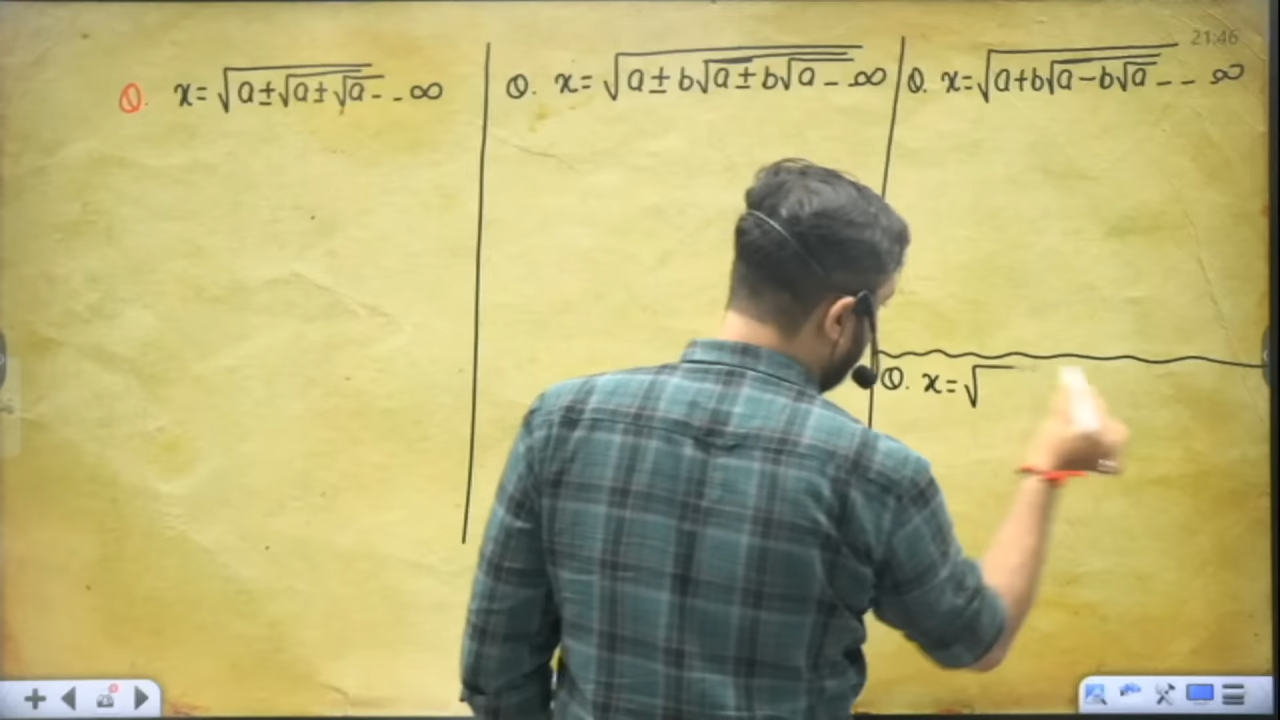 21:46
Q. x=√(a±√(a±√a--∞
Q. x=√(a±b√(a±b√a--∞
Q. x=√(a+b√(a-b√a--- ∞
Q. x=√